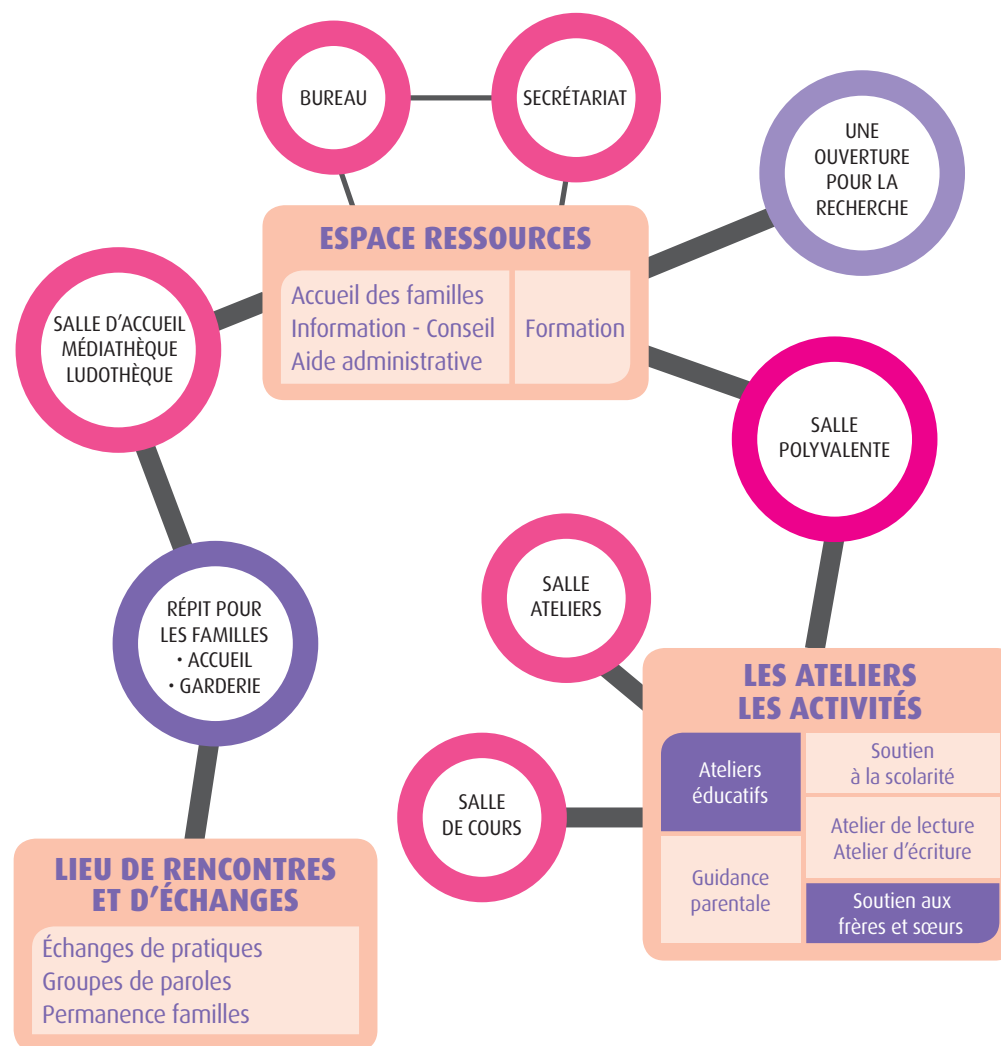 BUREAU
SECRÉTARIAT
UNE
OUVERTURE
POUR LA
RECHERCHE
ESPACE RESSOURCES
Accueil des familles
Information - Conseil
Aide administrative
Formation
SALLE D'ACCUEIL
MÉDIATHÈQUE
LUDOTHÈQUE
SALLE
POLYVALENTE
RÉPIT POUR
LES FAMILLES
• ACCUEIL
• GARDERIE
SALLE
ATELIERS
SALLE
DE COURS
LES ATELIERS
LES ACTIVITÉS
Ateliers
éducatifs
Soutien
à la scolarité
Atelier de lecture
Atelier d'écriture
Guidance
parentale
Soutien aux
frères et sœurs
LIEU DE RENCONTRES
ET D'ÉCHANGES
Échanges de pratiques
Groupes de paroles
Permanence familles